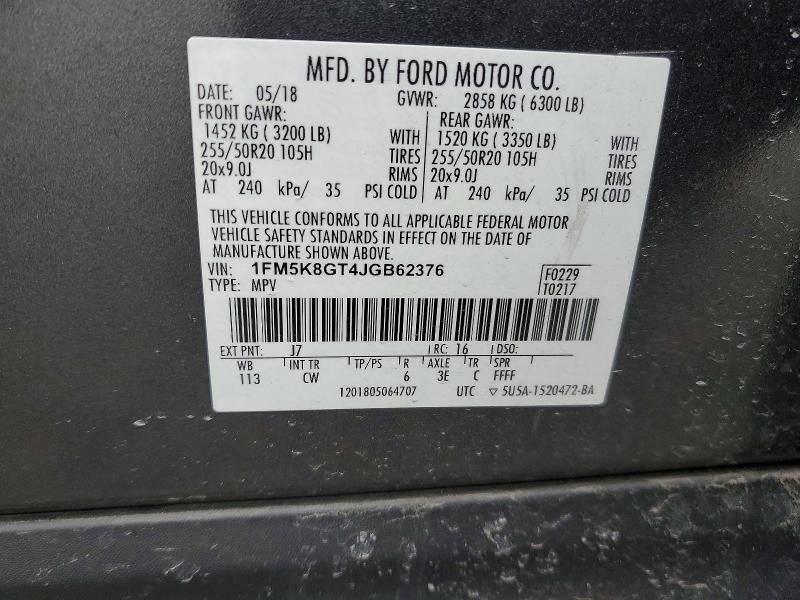 MFD. BY FORD MOTOR CO.
DATE: 05/18 GVWR: 2858 KG ( 6300 LB)
FRONT GAWR: REAR GAWR:
1452 KG ( 3200 LB) WITH 1520 KG ( 3350 LB) WITH
255/50R20 105H TIRES 255/50R20 105H TIRES
20x9.0J RIMS 20x9.0J RIMS
AT 240 kPa/ 35 PSI COLD AT 240 kPa/ 35 PSI COLD
THIS VEHICLE CONFORMS TO ALL APPLICABLE FEDERAL MOTOR
VEHICLE SAFETY STANDARDS IN EFFECT ON THE DATE OF
MANUFACTURE SHOWN ABOVE.
VIN: 1FM5K8GT4JGB62376 F0229
TYPE: MPV T0217
EXT PNT: J7 RC: 16 DSO:
WB INT TR TP/PS R AXLE TR SPR
113 CW 6 3E C FFFF
1201805064707 UTC ▽ 5U5A-1520472-BA